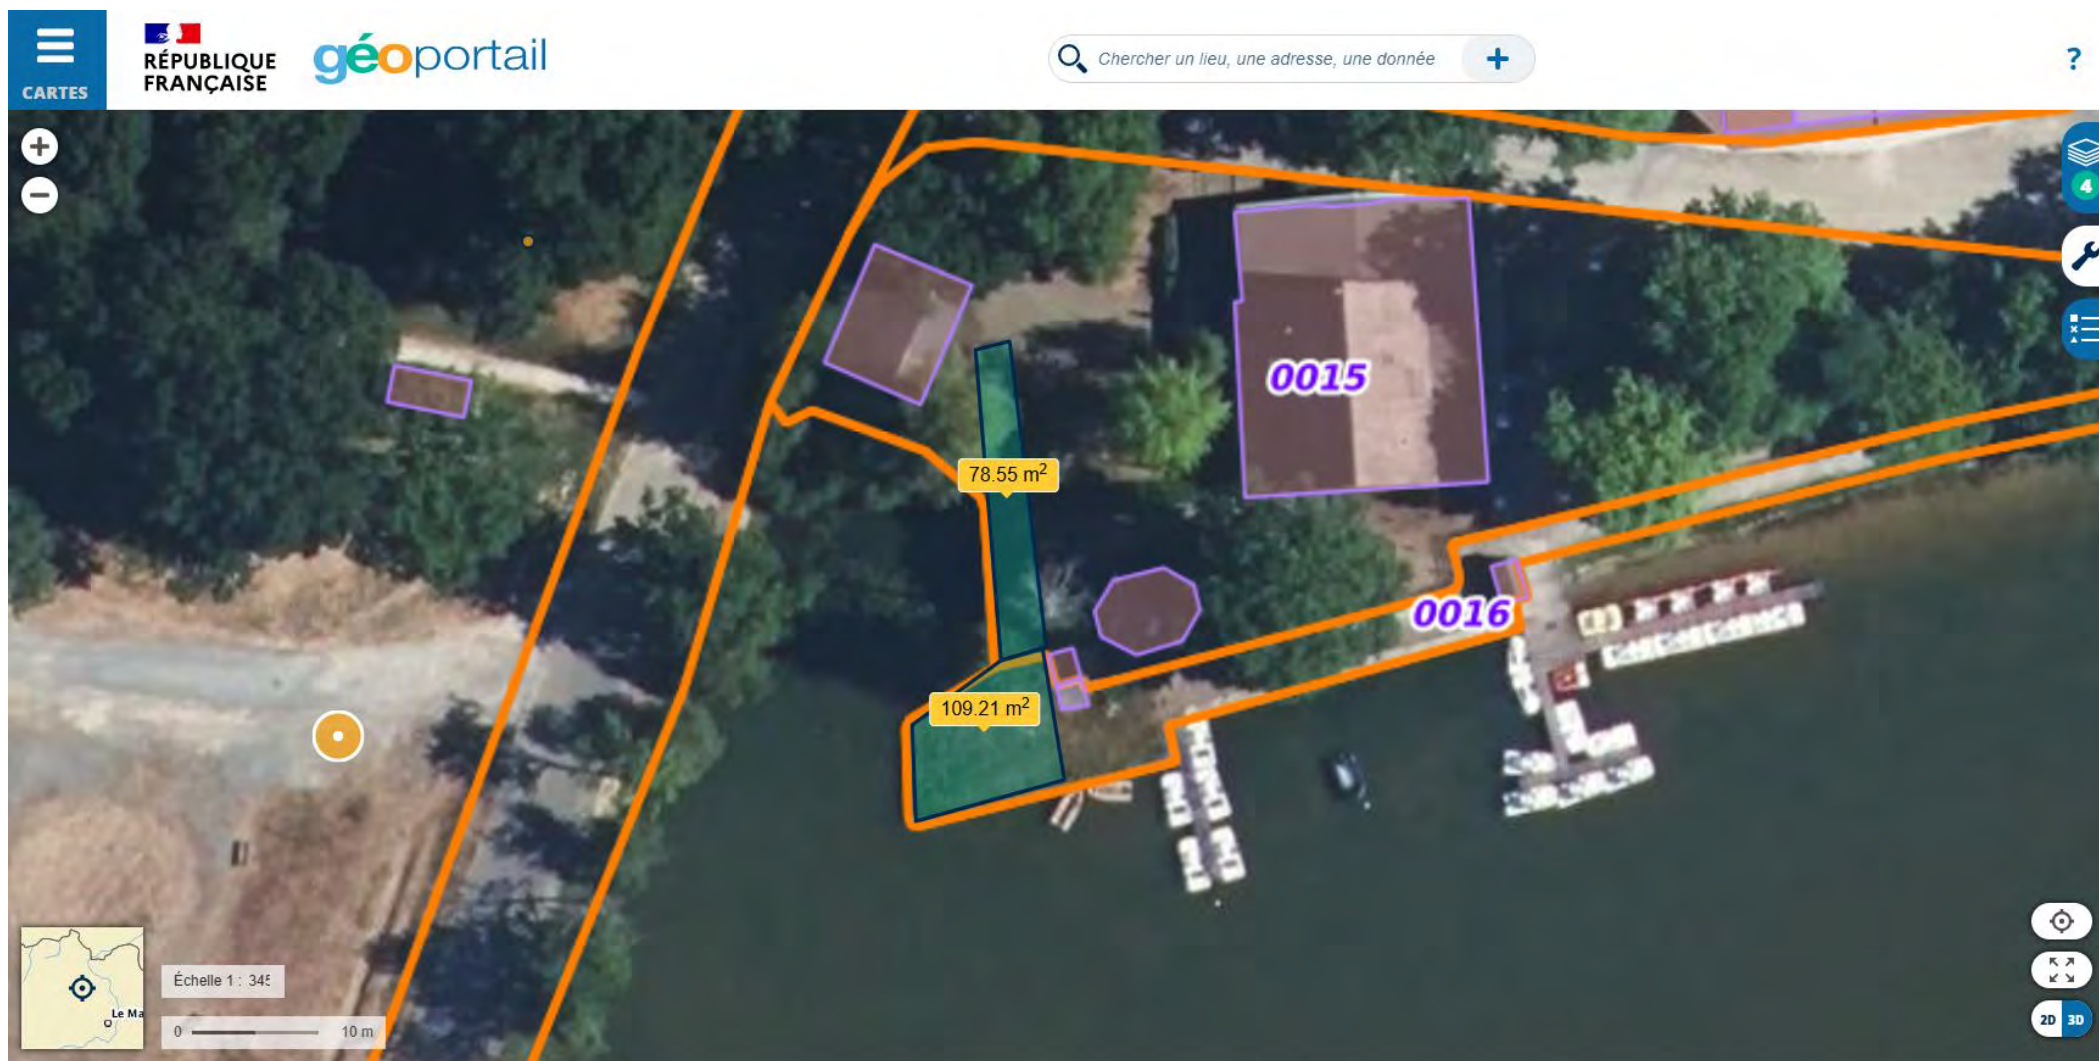 CARTES
RÉPUBLIQUE
FRANÇAISE
géoportail
Chercher un lieu, une adresse, une donnée
+
?
+
−
4
0015
78.55 m²
0016
109.21 m²
Le Ma
Échelle 1 : 345
0 10 m
2D 3D